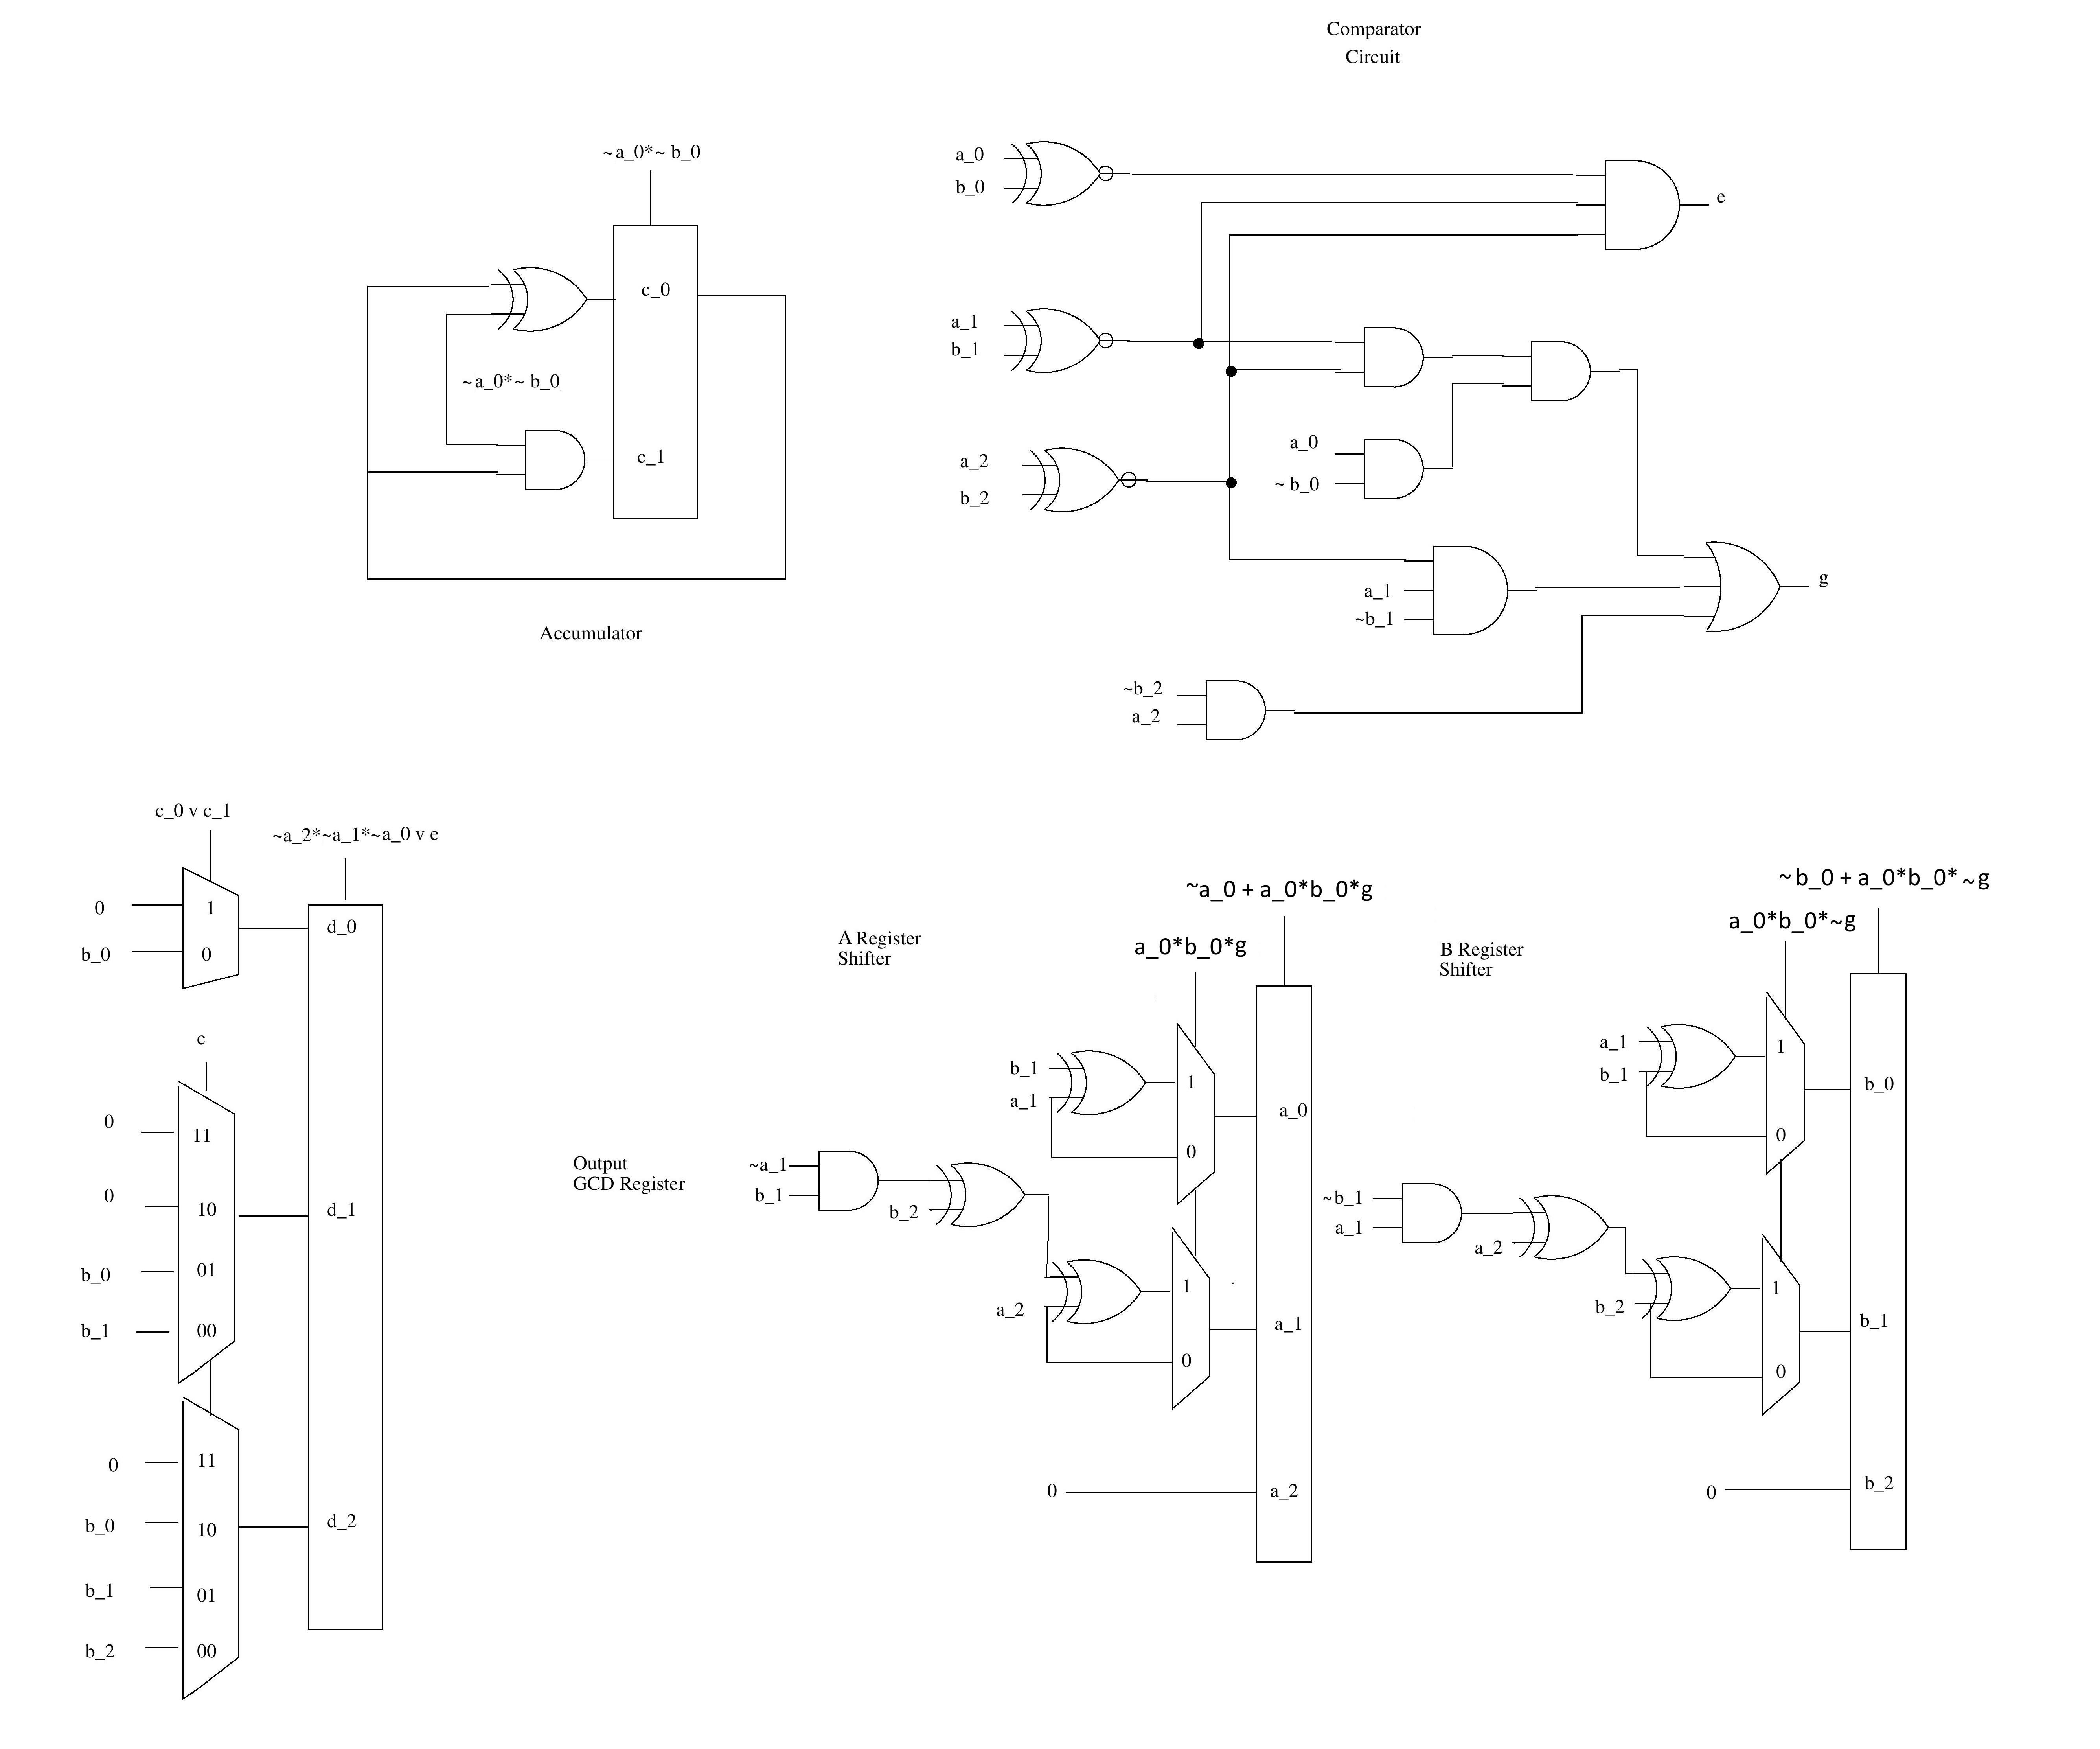 Comparator
Circuit
~a_0*~ b_0
c_0
~a_0*~ b_0
c_1
Accumulator
a_0
b_0
e
a_1
b_1
a_2
b_2
a_0
~ b_0
a_1
~b_1
g
~b_2
a_2
c_0 v c_1
~a_2*~a_1*~a_0 v e
0
1
b_0
0
d_0
c
0
11
0
10
b_0
01
b_1
00
d_1
0
11
b_0
10
b_1
01
b_2
00
d_2
Output
GCD Register
A Register
Shifter
~a_0 + a_0*b_0*g
a_0*b_0*g
b_1
a_1
1
0
a_0
~a_1
b_1
b_2
a_2
1
0
a_1
0
a_2
B Register
Shifter
~ b_0 + a_0*b_0* ~g
a_0*b_0*~g
a_1
b_1
1
0
b_0
~b_1
a_1
a_2
b_2
1
0
b_1
0
b_2